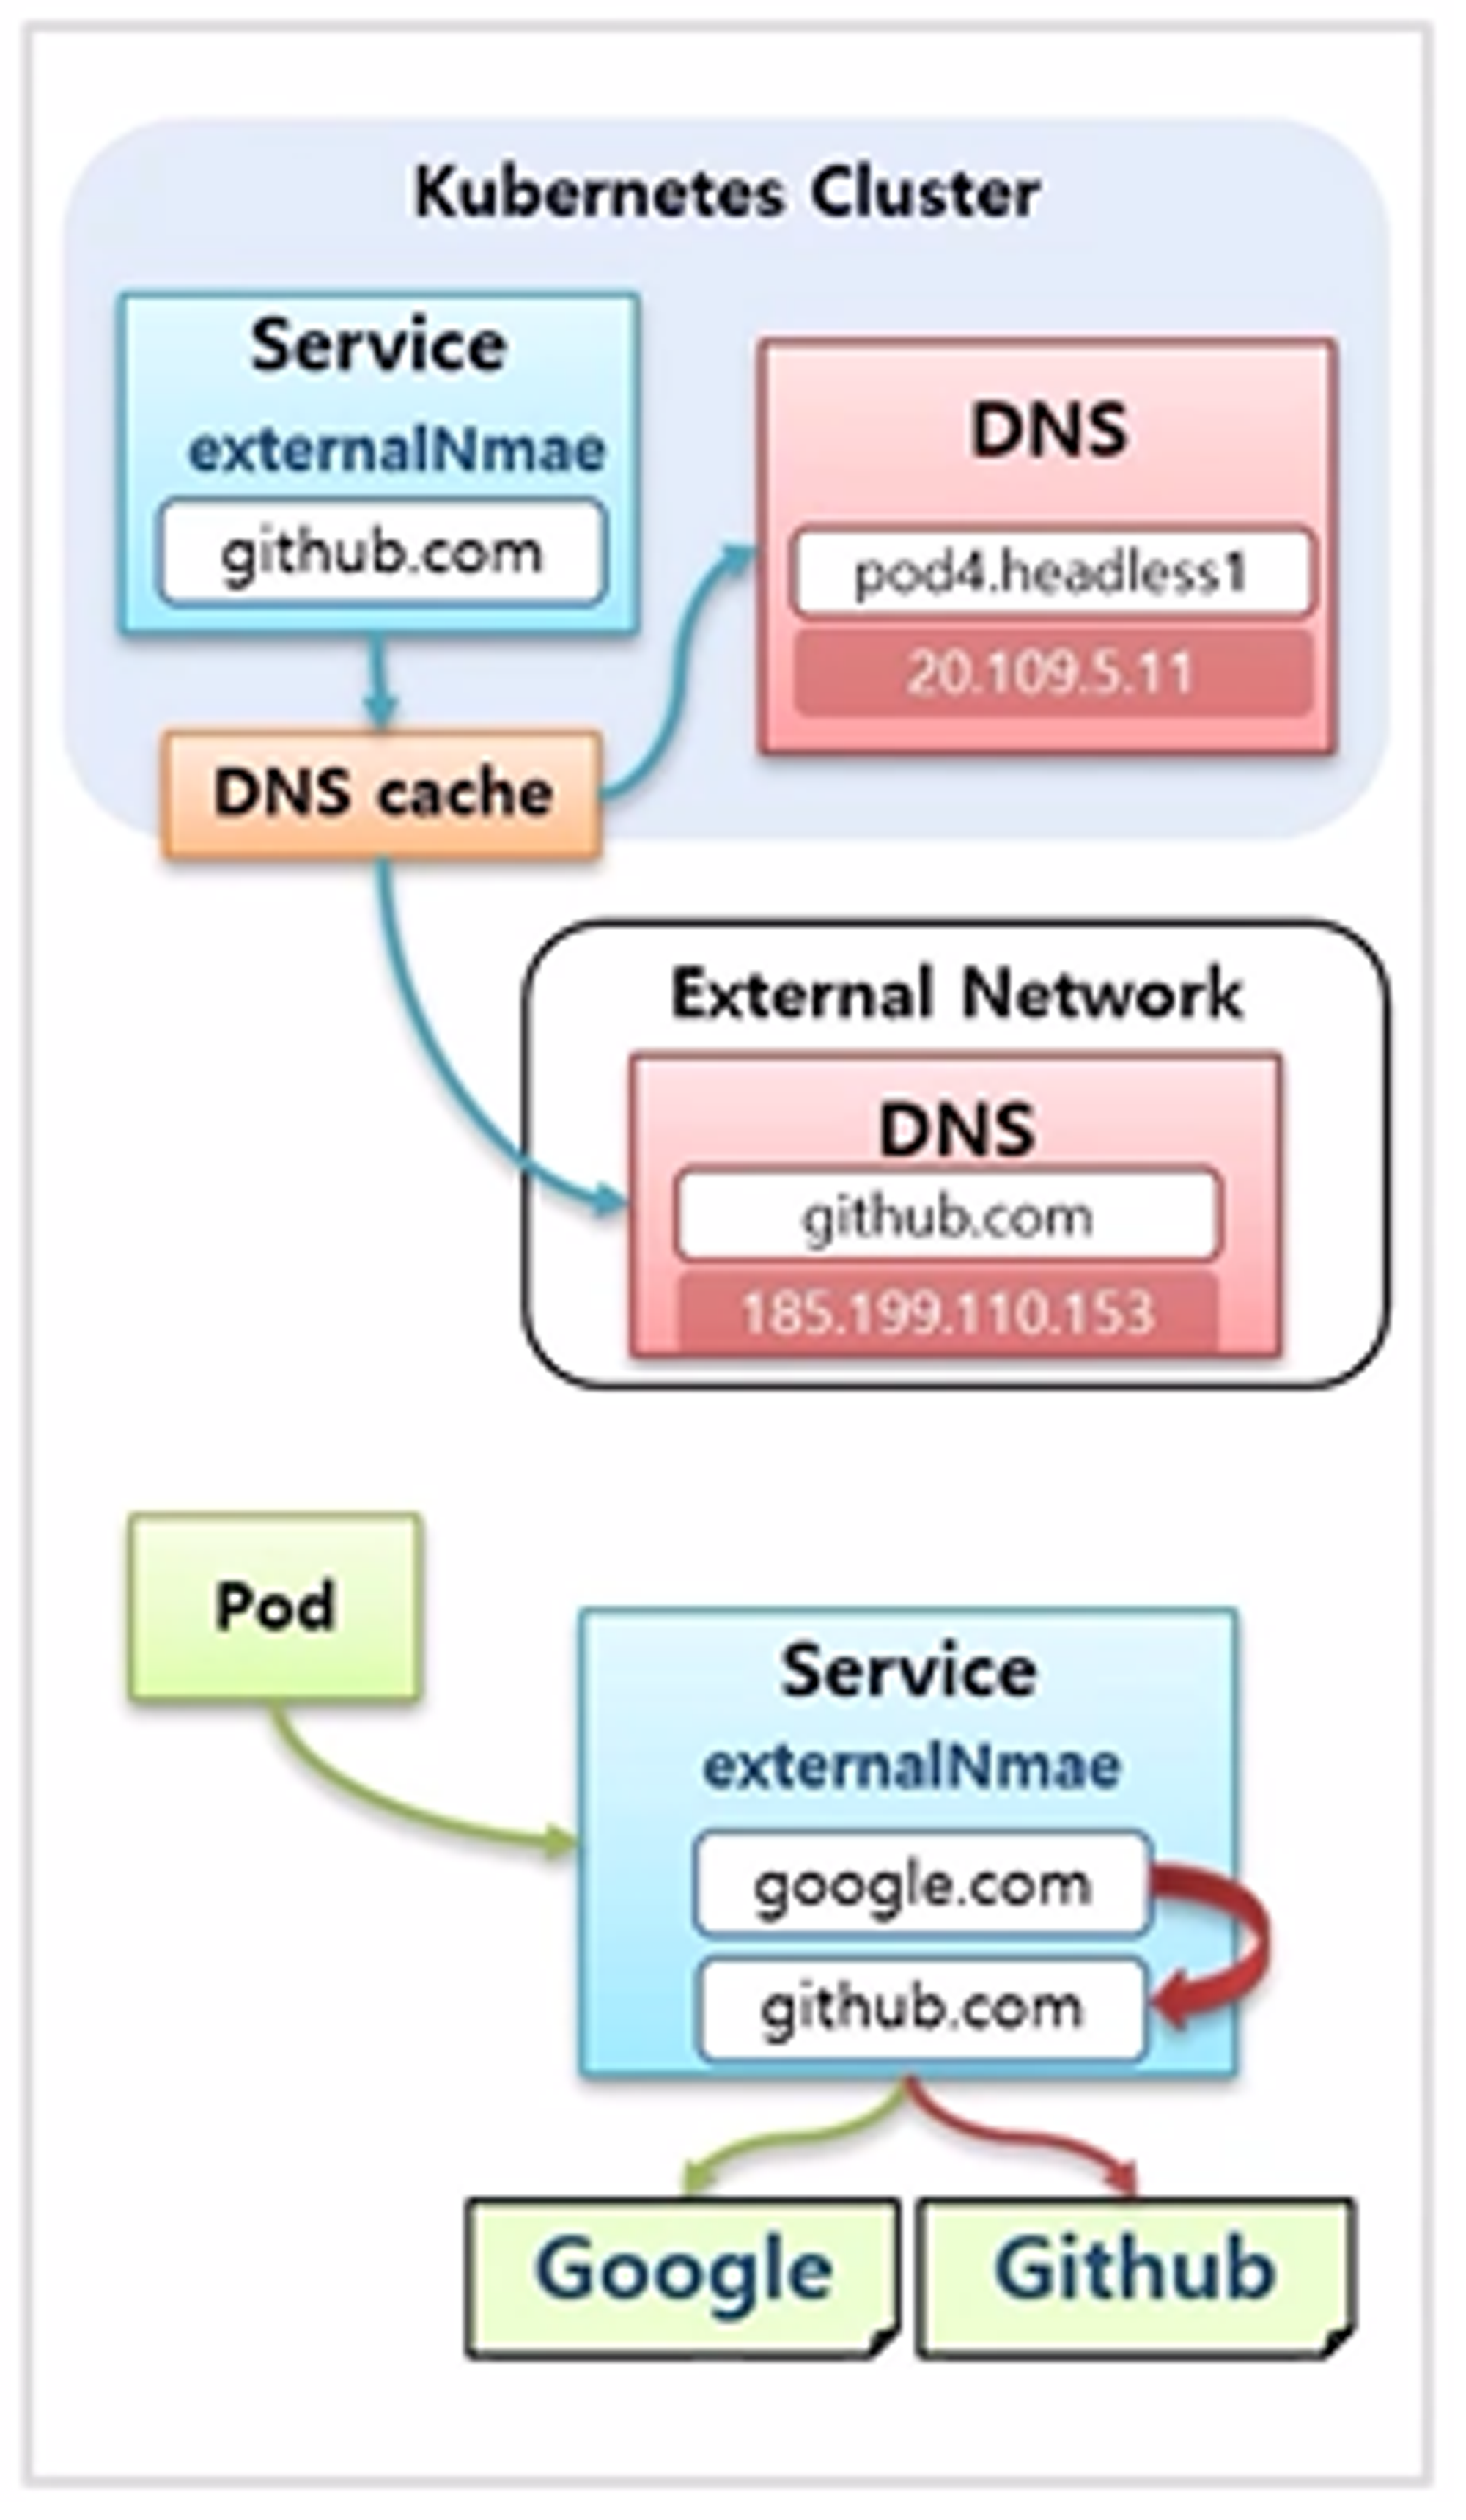 Kubernetes Cluster
Service
externalNmae
github.com
DNS
pod4.headless1
20.109.5.11
DNS cache
External Network
DNS
github.com
185.199.110.153
Pod
Service
externalNmae
google.com
github.com
Google
Github